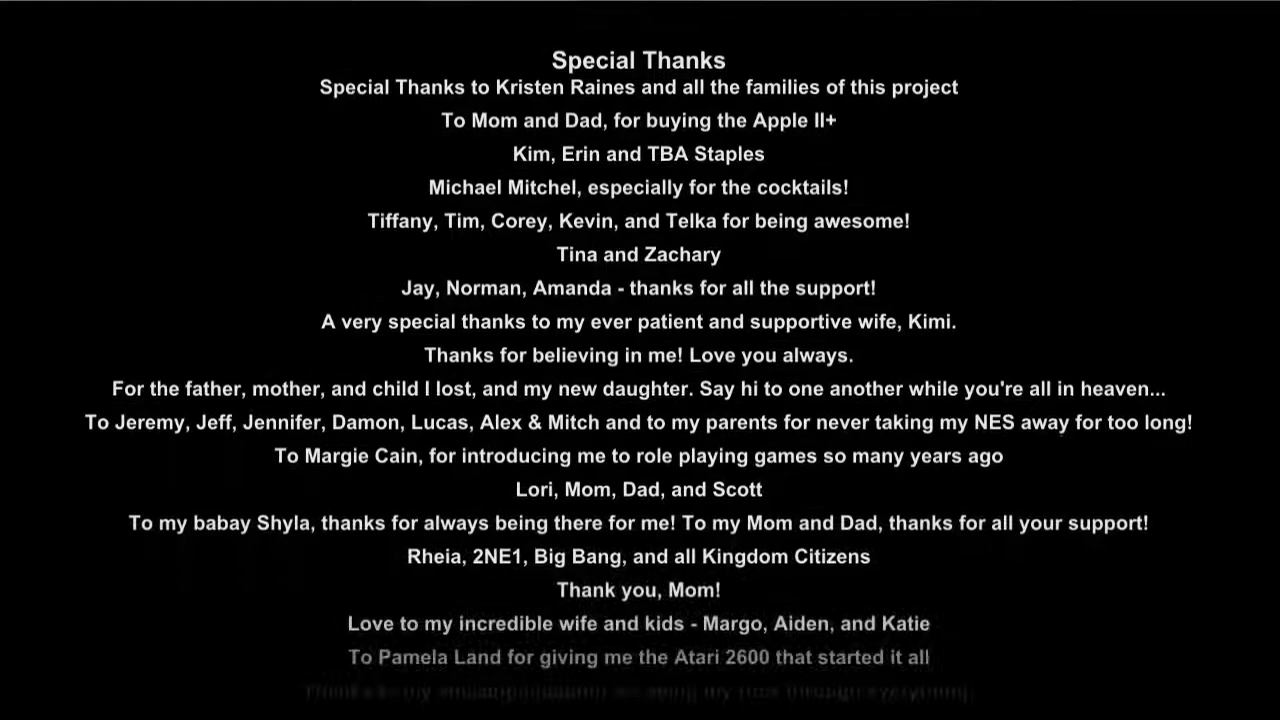 Special Thanks
Special Thanks to Kristen Raines and all the families of this project
To Mom and Dad, for buying the Apple II+
Kim, Erin and TBA Staples
Michael Mitchel, especially for the cocktails!
Tiffany, Tim, Corey, Kevin, and Telka for being awesome!
Tina and Zachary
Jay, Norman, Amanda - thanks for all the support!
A very special thanks to my ever patient and supportive wife, Kimi.
Thanks for believing in me! Love you always.
For the father, mother, and child I lost, and my new daughter. Say hi to one another while you're all in heaven...
To Jeremy, Jeff, Jennifer, Damon, Lucas, Alex & Mitch and to my parents for never taking my NES away for too long!
To Margie Cain, for introducing me to role playing games so many years ago
Lori, Mom, Dad, and Scott
To my babay Shyla, thanks for always being there for me! To my Mom and Dad, thanks for all your support!
Rheia, 2NE1, Big Bang, and all Kingdom Citizens
Thank you, Mom!
Love to my incredible wife and kids - Margo, Aiden, and Katie
To Pamela Land for giving me the Atari 2600 that started it all